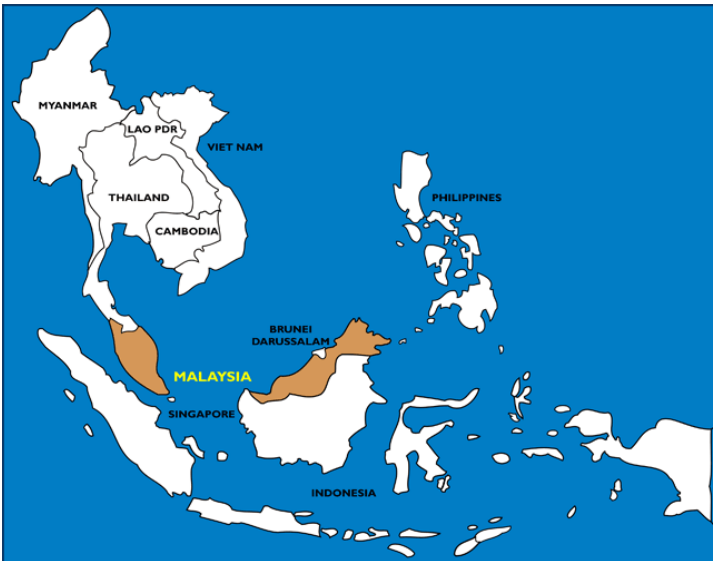 MYANMAR
LAO PDR
VIET NAM
THAILAND
PHILIPPINES
CAMBODIA
BRUNEI
DARUSSALAM
MALAYSIA
SINGAPORE
INDONESIA